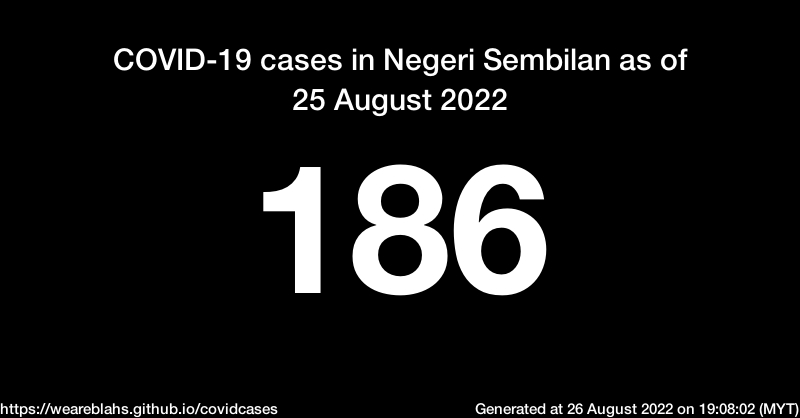 COVID-19 cases in Negeri Sembilan as of
25 August 2022
186
https://weareblahs.github.io/covidcases
Generated at 26 August 2022 on 19:08:02 (MYT)